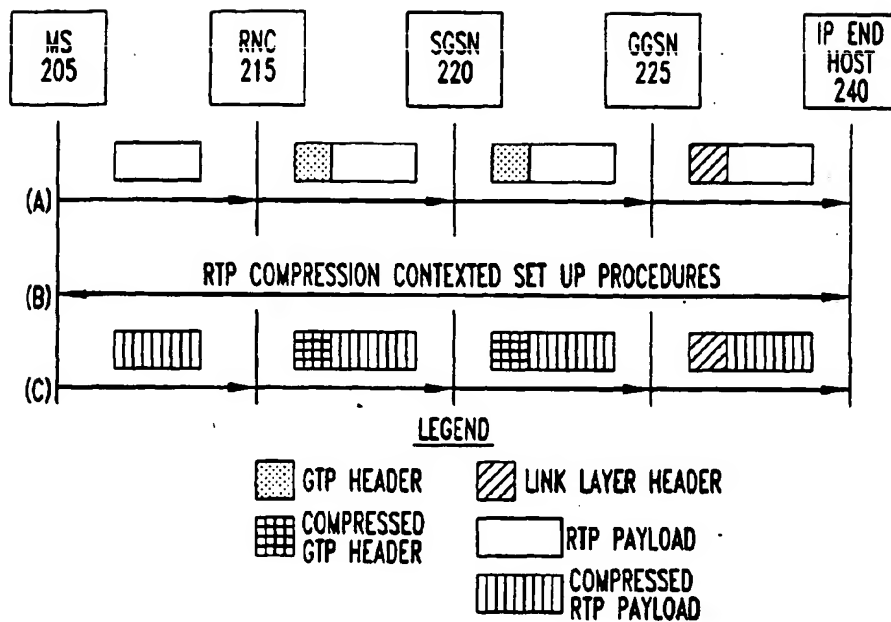 MS
205
RNC
215
SGSN
220
GGSN
225
IP END
HOST
240
(A)
RTP COMPRESSION CONTEXTED SET UP PROCEDURES
(B)
(C)
LEGEND
GTP HEADER
LINK LAYER HEADER
COMPRESSED
GTP HEADER
RTP PAYLOAD
COMPRESSED
RTP PAYLOAD